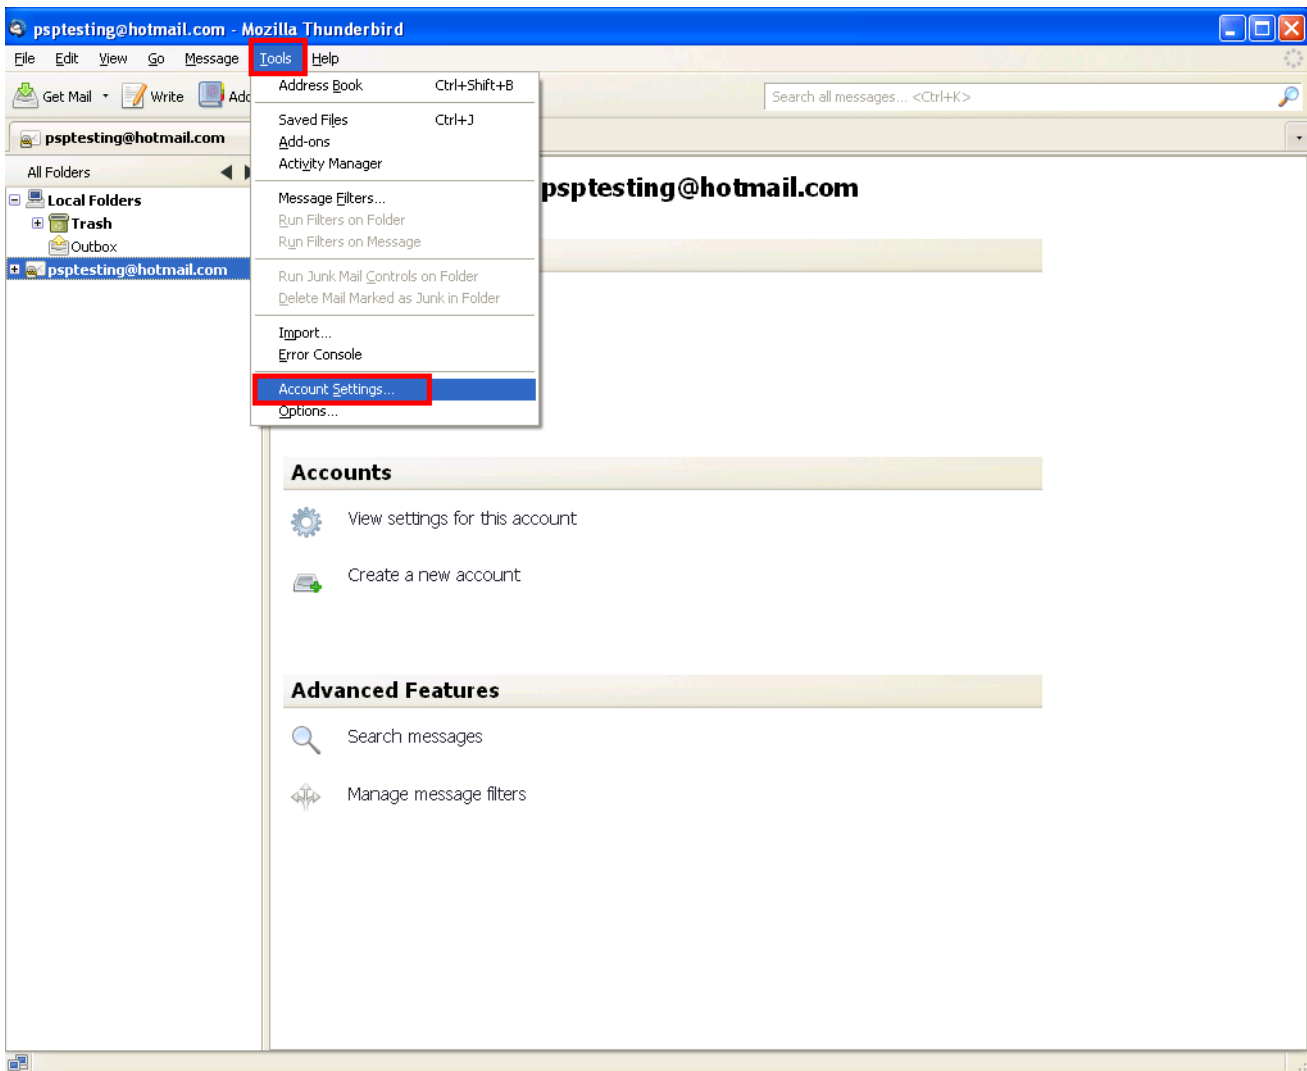 psptesting@hotmail.com - Mozilla Thunderbird
File Edit View Go Message Tools Help
Get Mail Write Add
Search all messages... <Ctrl+K>
psptesting@hotmail.com
All Folders
Local Folders
Trash
Outbox
psptesting@hotmail.com
Address Book Ctrl+Shift+B
Saved Files Ctrl+J
Add-ons
Activity Manager
Message Filters...
Run Filters on Folder
Run Filters on Message
Run Junk Mail Controls on Folder
Delete Mail Marked as Junk in Folder
Import...
Error Console
Account Settings...
Options...
psptesting@hotmail.com
Accounts
View settings for this account
Create a new account
Advanced Features
Search messages
Manage message filters